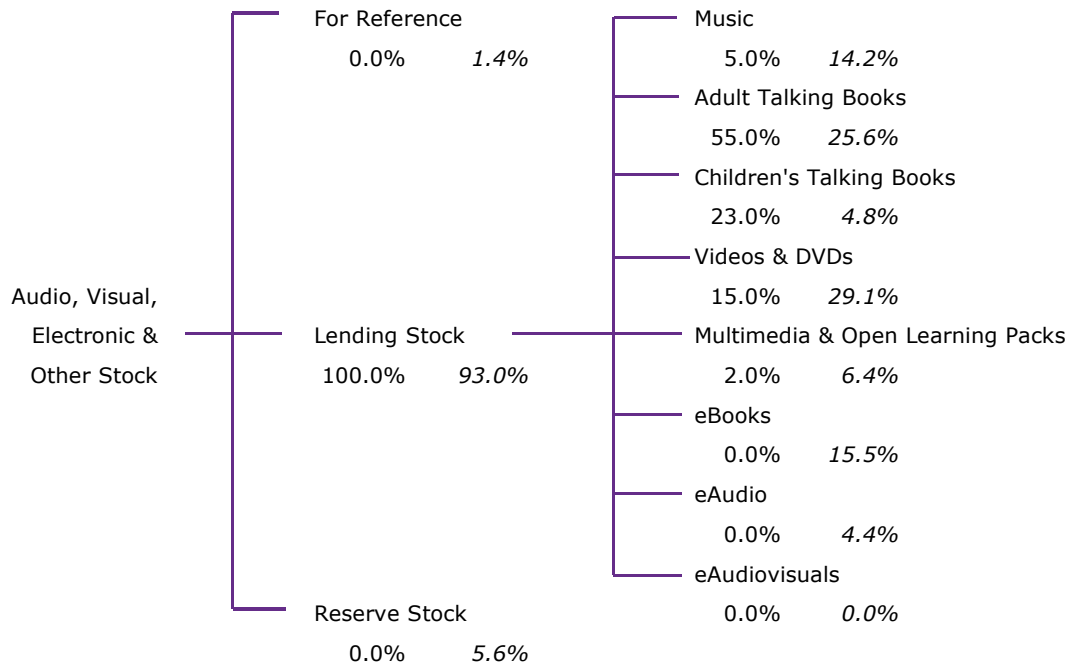 Audio, Visual,
Electronic &
Other Stock
For Reference
0.0% 1.4%
Lending Stock
100.0% 93.0%
Reserve Stock
0.0% 5.6%
Music
5.0% 14.2%
Adult Talking Books
55.0% 25.6%
Children's Talking Books
23.0% 4.8%
Videos & DVDs
15.0% 29.1%
Multimedia & Open Learning Packs
2.0% 6.4%
eBooks
0.0% 15.5%
eAudio
0.0% 4.4%
eAudiovisuals
0.0% 0.0%